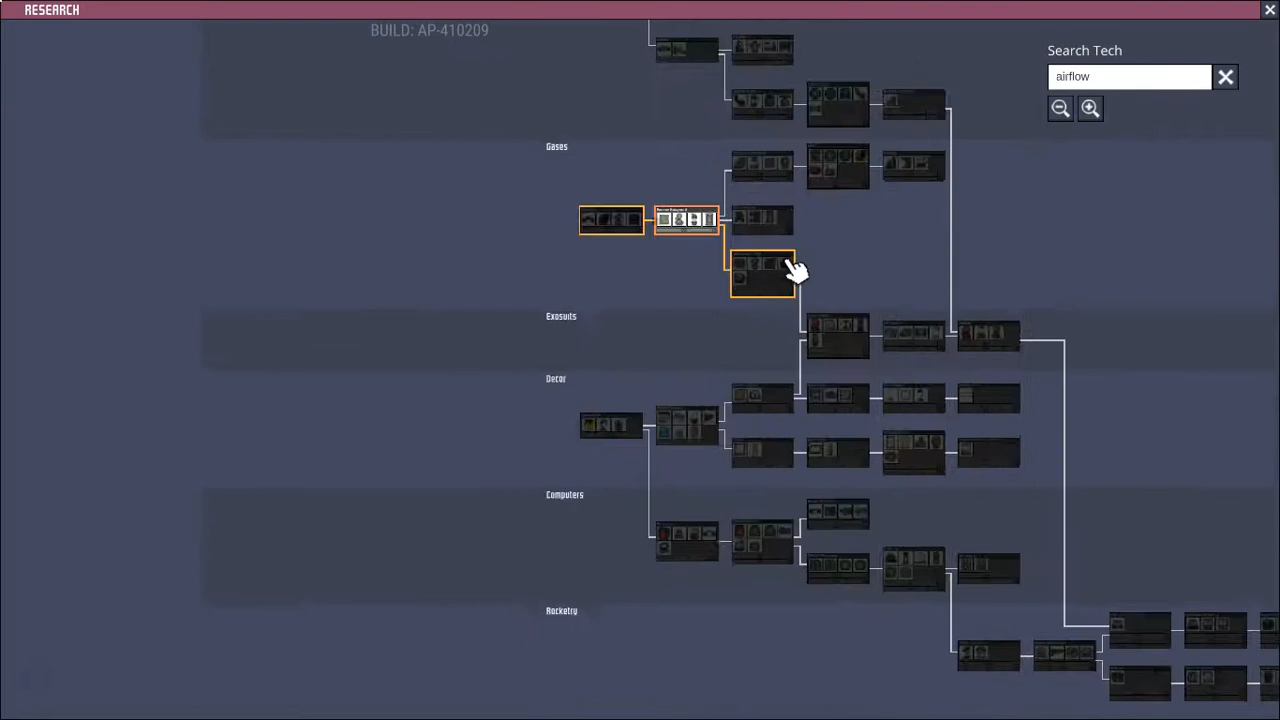 RESEARCH
BUILD: AP-410209
Search Tech
airflow
Gases
Exosuits
Decor
Computers
Rocketry